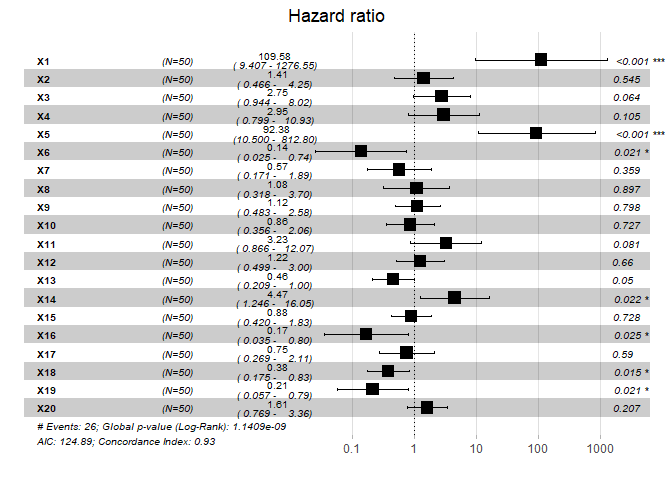 Hazard ratio
X1 (N=50) 109.58 ( 9.407 - 1276.55) <0.001 ***
X2 (N=50) 1.41 ( 0.466 - 4.25) 0.545
X3 (N=50) 2.75 ( 0.944 - 8.02) 0.064
X4 (N=50) 2.95 ( 0.799 - 10.93) 0.105
X5 (N=50) 92.38 (10.500 - 812.80) <0.001 ***
X6 (N=50) 0.14 ( 0.025 - 0.74) 0.021 *
X7 (N=50) 0.57 ( 0.171 - 1.89) 0.359
X8 (N=50) 1.08 ( 0.318 - 3.70) 0.897
X9 (N=50) 1.12 ( 0.483 - 2.58) 0.798
X10 (N=50) 0.86 ( 0.356 - 2.06) 0.727
X11 (N=50) 3.23 ( 0.866 - 12.07) 0.081
X12 (N=50) 1.22 ( 0.499 - 3.00) 0.66
X13 (N=50) 0.46 ( 0.209 - 1.00) 0.05
X14 (N=50) 4.47 ( 1.246 - 16.05) 0.022 *
X15 (N=50) 0.88 ( 0.420 - 1.83) 0.728
X16 (N=50) 0.17 ( 0.035 - 0.80) 0.025 *
X17 (N=50) 0.75 ( 0.269 - 2.11) 0.59
X18 (N=50) 0.38 ( 0.175 - 0.83) 0.015 *
X19 (N=50) 0.21 ( 0.057 - 0.79) 0.021 *
X20 (N=50) 1.61 ( 0.769 - 3.36) 0.207
# Events: 26; Global p-value (Log-Rank): 1.1409e-09
AIC: 124.89; Concordance Index: 0.93
0.1 1 10 100 1000